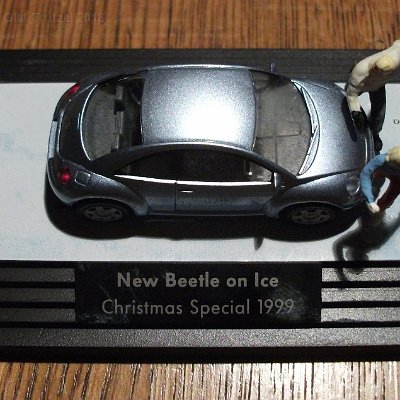 New Beetle on Ice
Christmas Special 1999